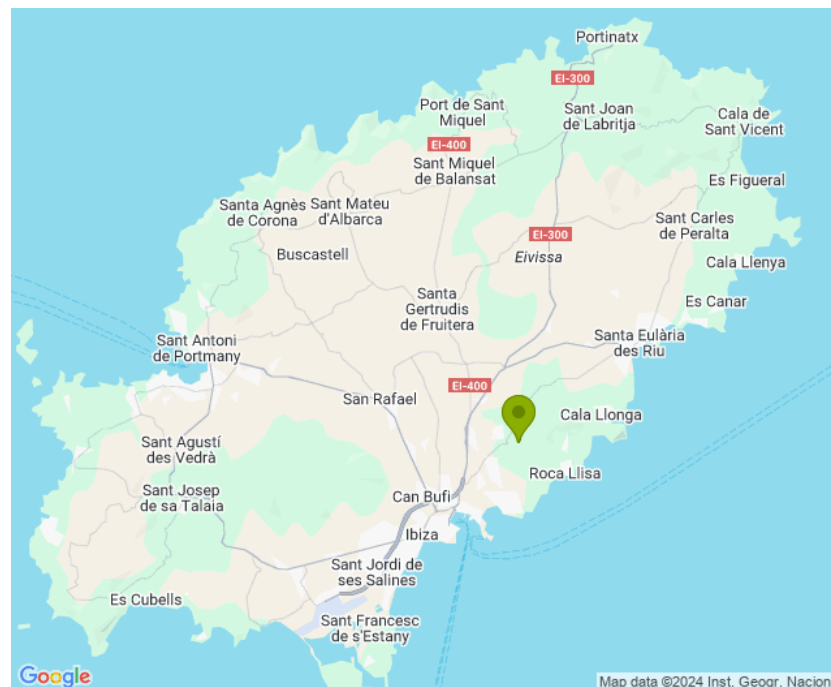 Portinatx
EI-300
Port de Sant
Miquel
Sant Joan
de Labritja
Cala de
Sant Vicent
EI-400
Sant Miquel
de Balansat
Es Figueral
Santa Agnès
de Corona
Sant Mateu
d'Albarca
Sant Carles
de Peralta
EI-300
Buscastell
Eivissa
Cala Llenya
Santa
Gertrudis
de Fruitera
Es Canar
Sant Antoni
de Portmany
Santa Eulària
des Riu
EI-400
San Rafael
Cala Llonga
Sant Agustí
des Vedrà
Roca Llisa
Sant Josep
de sa Talaia
Can Bufi
Ibiza
Sant Jordi de
ses Salines
Es Cubells
Sant Francesc
de s'Estany
Google
Map data ©2024 Inst. Geogr. Nacion